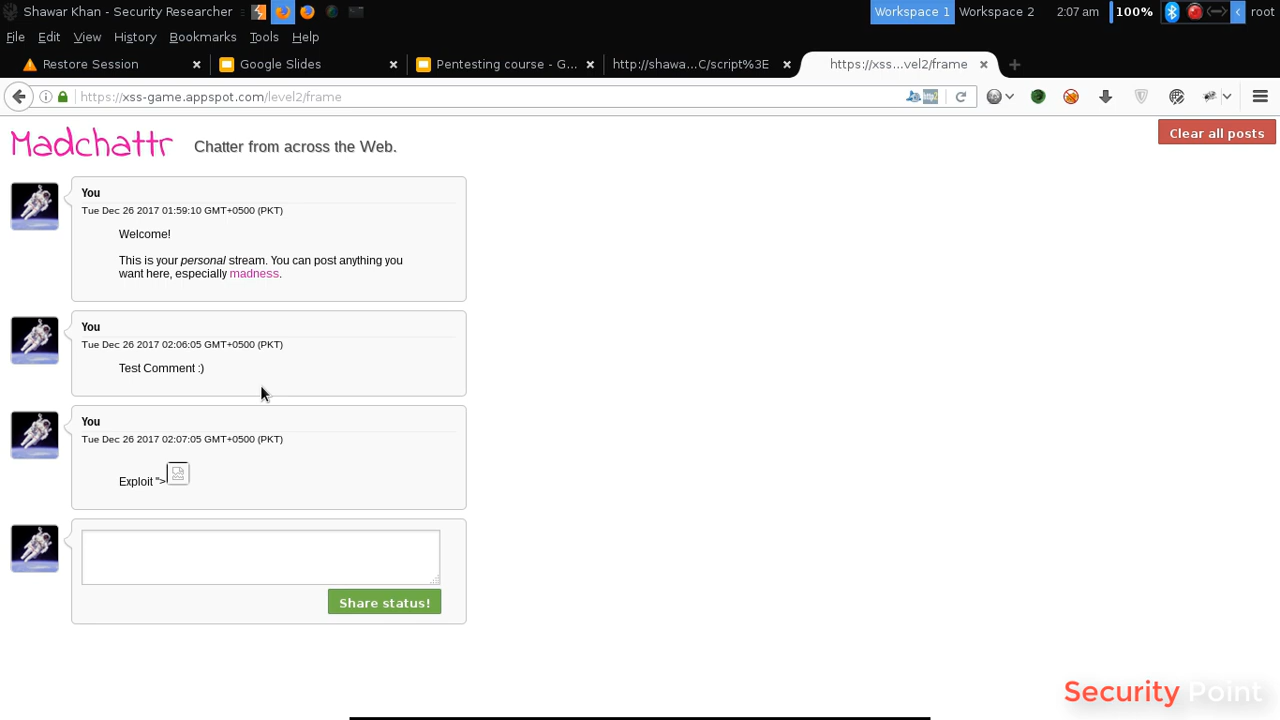 Shawar Khan - Security Researcher
Workspace 1 Workspace 2 2:07 am 100% root
File Edit View History Bookmarks Tools Help
Restore Session Google Slides Pentesting course - G... http://shawa...C/script%3E https://xss...vel2/frame
https://xss-game.appspot.com/level2/frame
Madchattr Chatter from across the Web.
Clear all posts
You
Tue Dec 26 2017 01:59:10 GMT+0500 (PKT)
Welcome!
This is your personal stream. You can post anything you
want here, especially madness.
You
Tue Dec 26 2017 02:06:05 GMT+0500 (PKT)
Test Comment :)
You
Tue Dec 26 2017 02:07:05 GMT+0500 (PKT)
Exploit ">
Share status!
Security Point